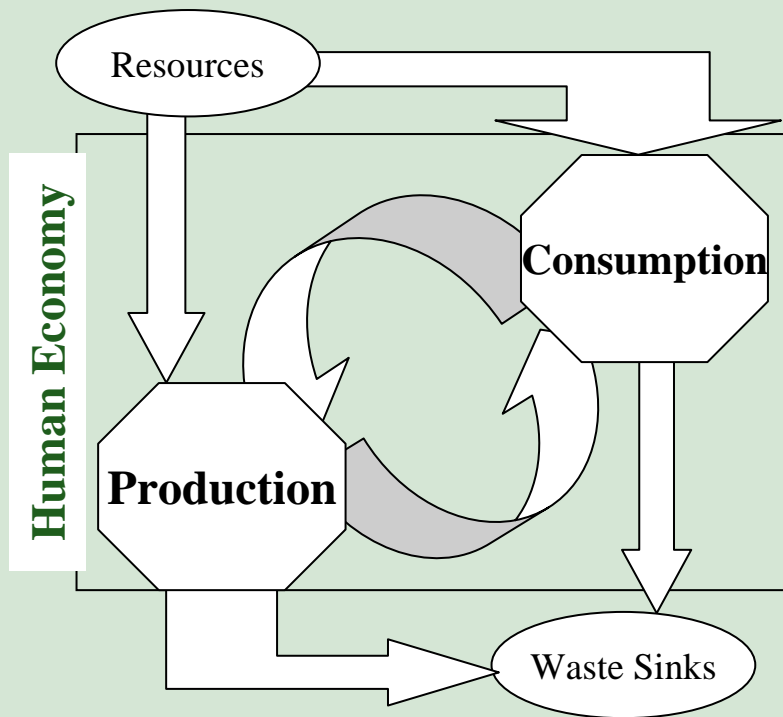 Resources
Human Economy
Consumption
Production
Waste Sinks